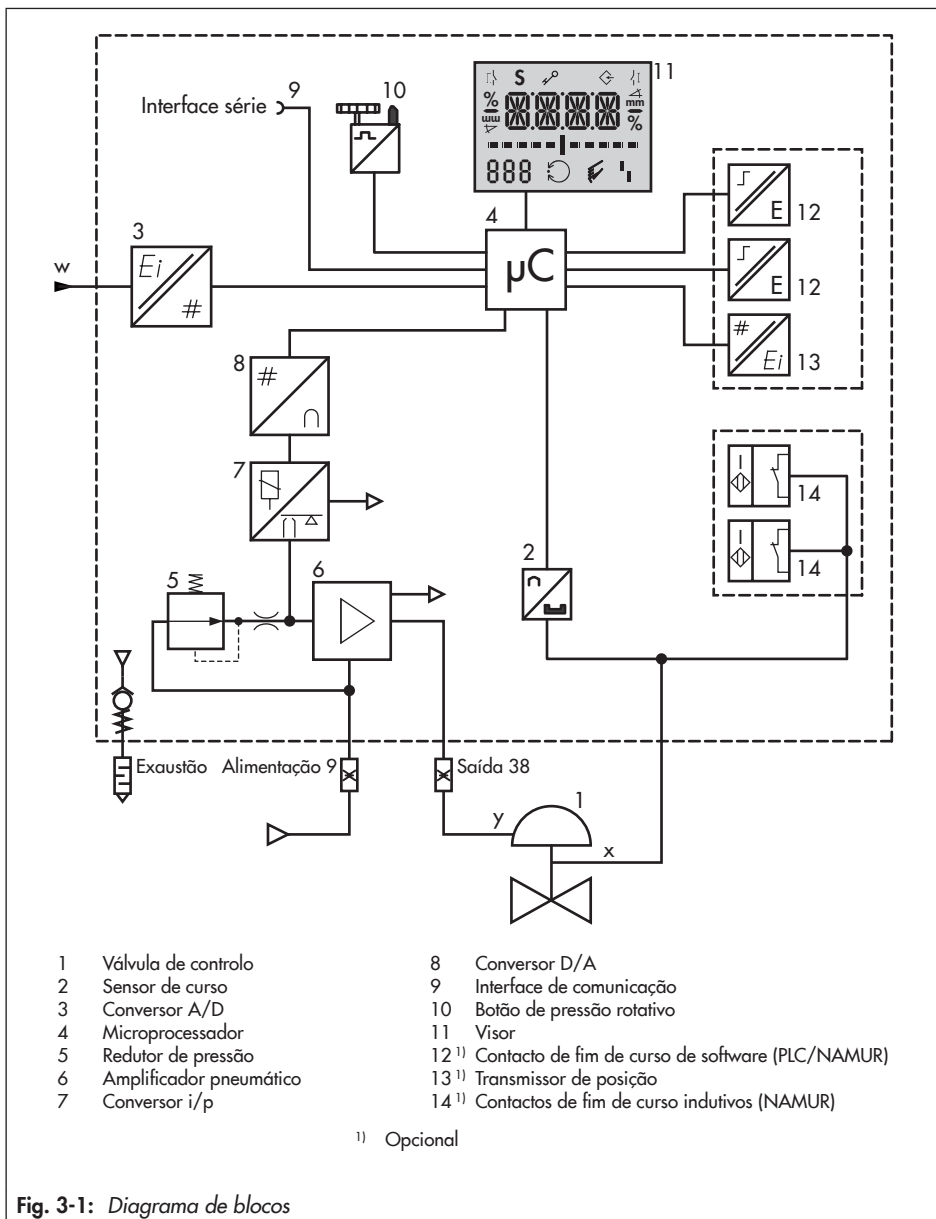 9
Interface série
10
11
S
%
mm
%
mm
888
w
3
Ei
#
4
µC
E 12
E 12
#
Ei 13
8
#
7
14
14
5
6
2
Exaustão
Alimentação 9
Saída 38
1
y
x
1 Válvula de controlo
2 Sensor de curso
3 Conversor A/D
4 Microprocessador
5 Redutor de pressão
6 Amplificador pneumático
7 Conversor i/p
8 Conversor D/A
9 Interface de comunicação
10 Botão de pressão rotativo
11 Visor
12 1) Contacto de fim de curso de software (PLC/NAMUR)
13 1) Transmissor de posição
14 1) Contactos de fim de curso indutivos (NAMUR)
1) Opcional
Fig. 3-1: Diagrama de blocos